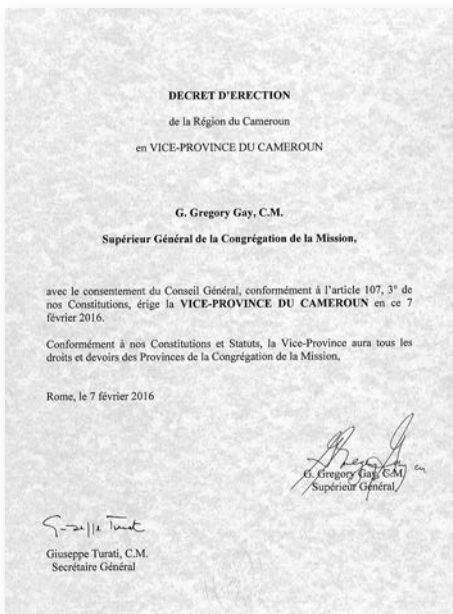 DECRET D'ERECTION
de la Région du Cameroun
en VICE-PROVINCE DU CAMEROUN
G. Gregory Gay, C.M.
Supérieur Général de la Congrégation de la Mission,
avec le consentement du Conseil Général, conformément à l'article 107, 3° de
nos Constitutions, érige la VICE-PROVINCE DU CAMEROUN en ce 7
février 2016.
Conformément à nos Constitutions et Statuts, la Vice-Province aura tous les
droits et devoirs des Provinces de la Congrégation de la Mission,
Rome, le 7 février 2016
G. Gregory Gay, C.M.
Supérieur Général
Giuseppe Turati
Giuseppe Turati, C.M.
Secrétaire Général